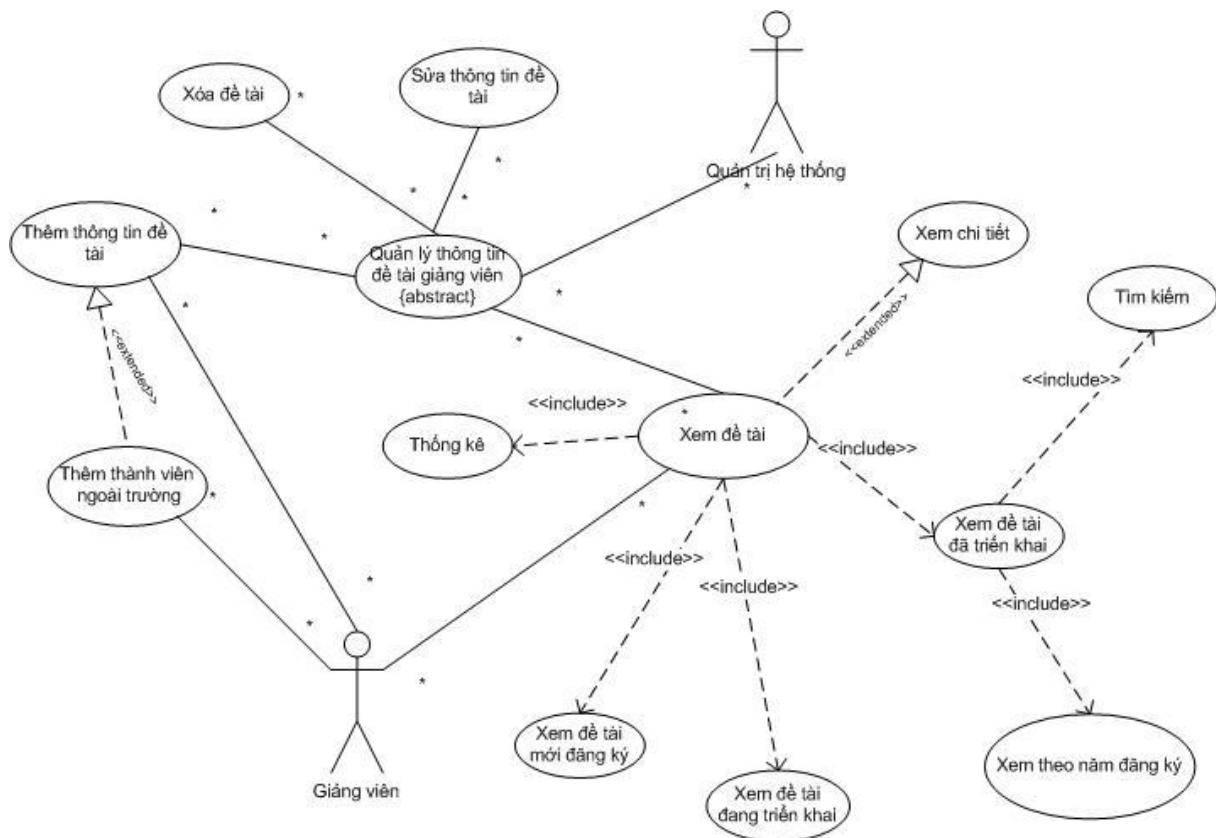 Xóa đề tài
Sửa thông tin đề
tài
*
*
*
*
*
Quản trị hệ thống
*
Thêm thông tin đề
tài
*
*
Quản lý thông tin
đề tài giảng viên
{abstract}
Xem chi tiết
Tìm kiếm
*
*
*
<<extended>>
<<extended>>
<<include>>
<<include>>
*
Thống kê
Xem đề tài
<<include>>
Thêm thành viên
ngoài trường
*
*
Xem đề tài
đã triển khai
<<include>>
<<include>>
<<include>>
*
*
*
Xem đề tài
mới đăng ký
Xem đề tài
đang triển khai
Xem theo năm đăng ký
Giảng viên